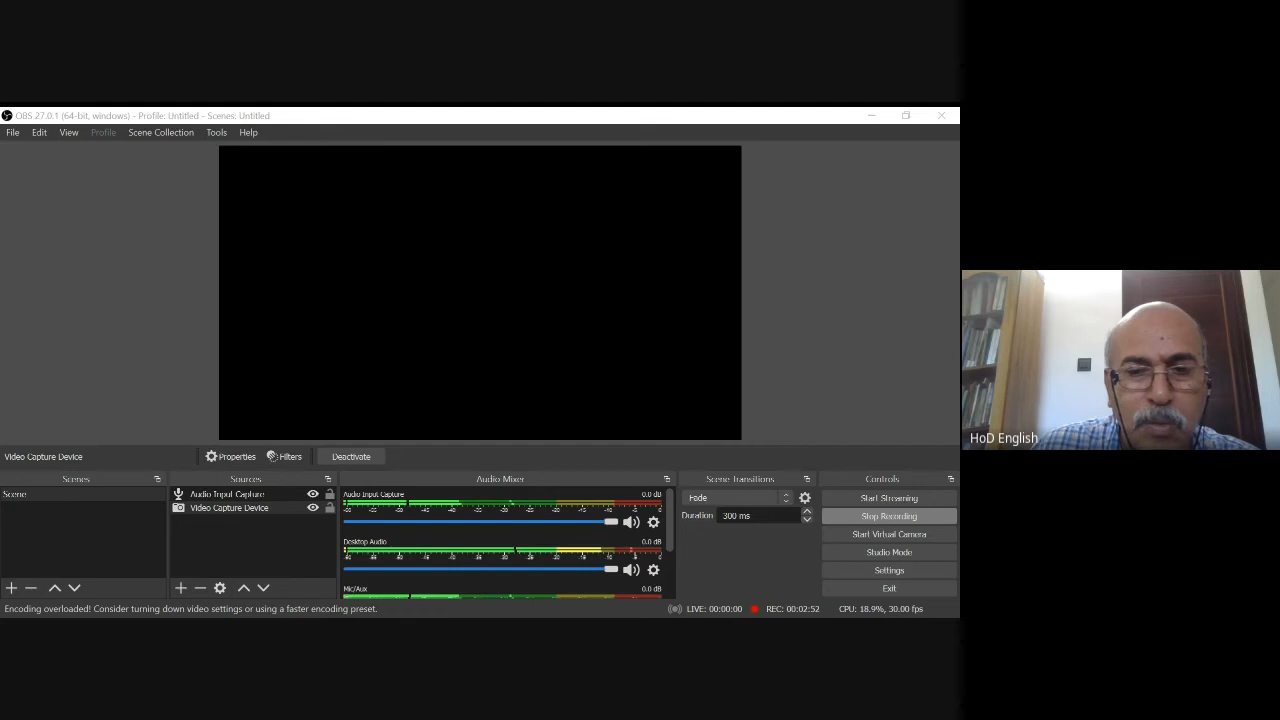 OBS 27.0.1 (64-bit, windows) - Profile: Untitled - Scenes: Untitled
File Edit View Profile Scene Collection Tools Help
Video Capture Device Properties Filters Deactivate
Scenes
Scene
Sources
Audio Input Capture
Video Capture Device
Audio Mixer
Audio Input Capture 0.0 dB
Desktop Audio 0.0 dB
Mic/Aux 0.0 dB
Scene Transitions
Fade
Duration 300 ms
Controls
Start Streaming
Stop Recording
Start Virtual Camera
Studio Mode
Settings
Exit
Encoding overloaded! Consider turning down video settings or using a faster encoding preset.
LIVE: 00:00:00 REC: 00:02:52 CPU: 18.9%, 30.00 fps
HoD English